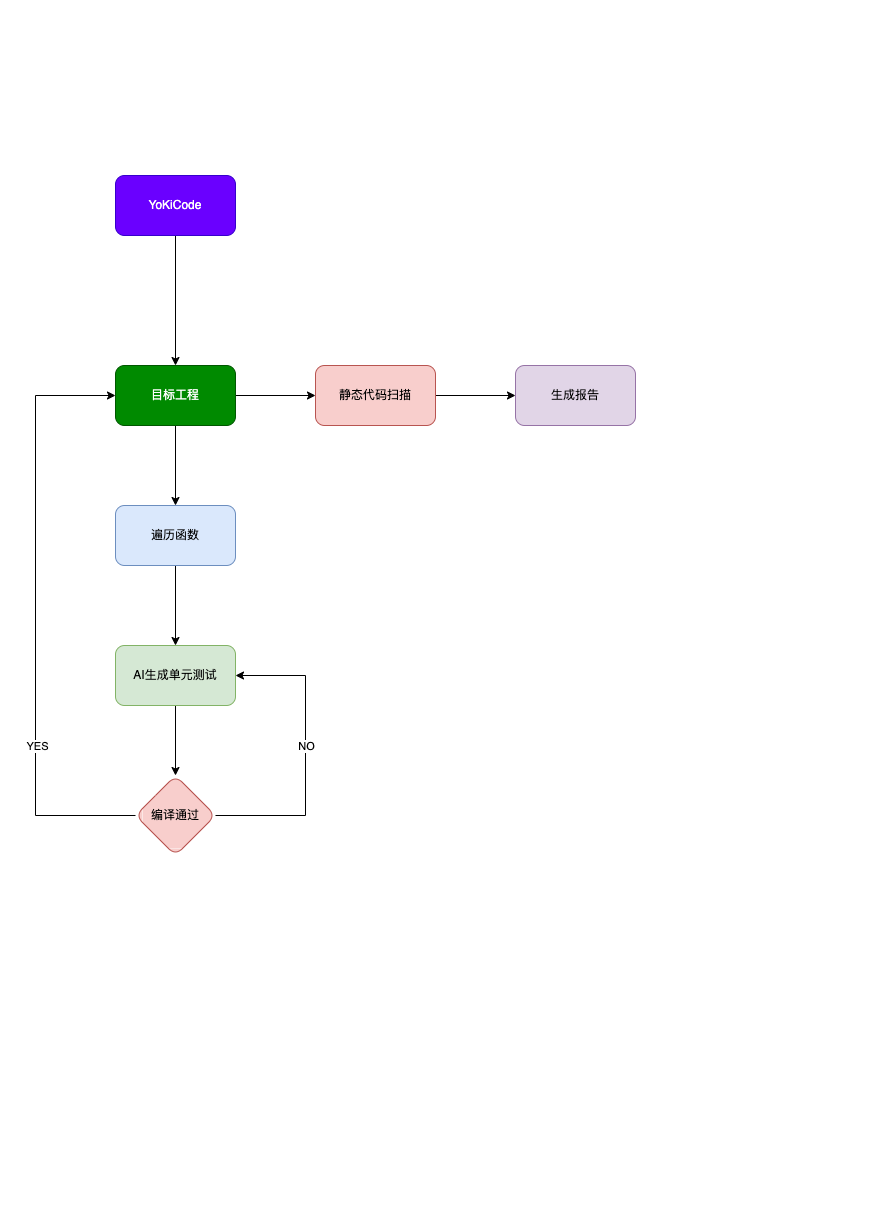 YoKiCode
目标工程
静态代码扫描
生成报告
遍历函数
AI生成单元测试
YES
NO
编译通过